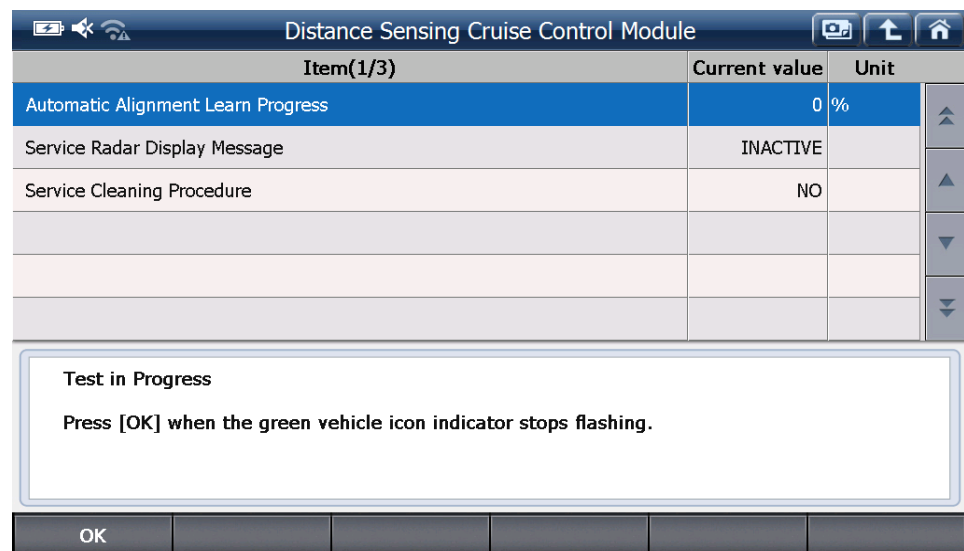 Distance Sensing Cruise Control Module
Item(1/3) Current value Unit
Automatic Alignment Learn Progress 0 %
Service Radar Display Message INACTIVE
Service Cleaning Procedure NO
Test in Progress
Press [OK] when the green vehicle icon indicator stops flashing.
OK